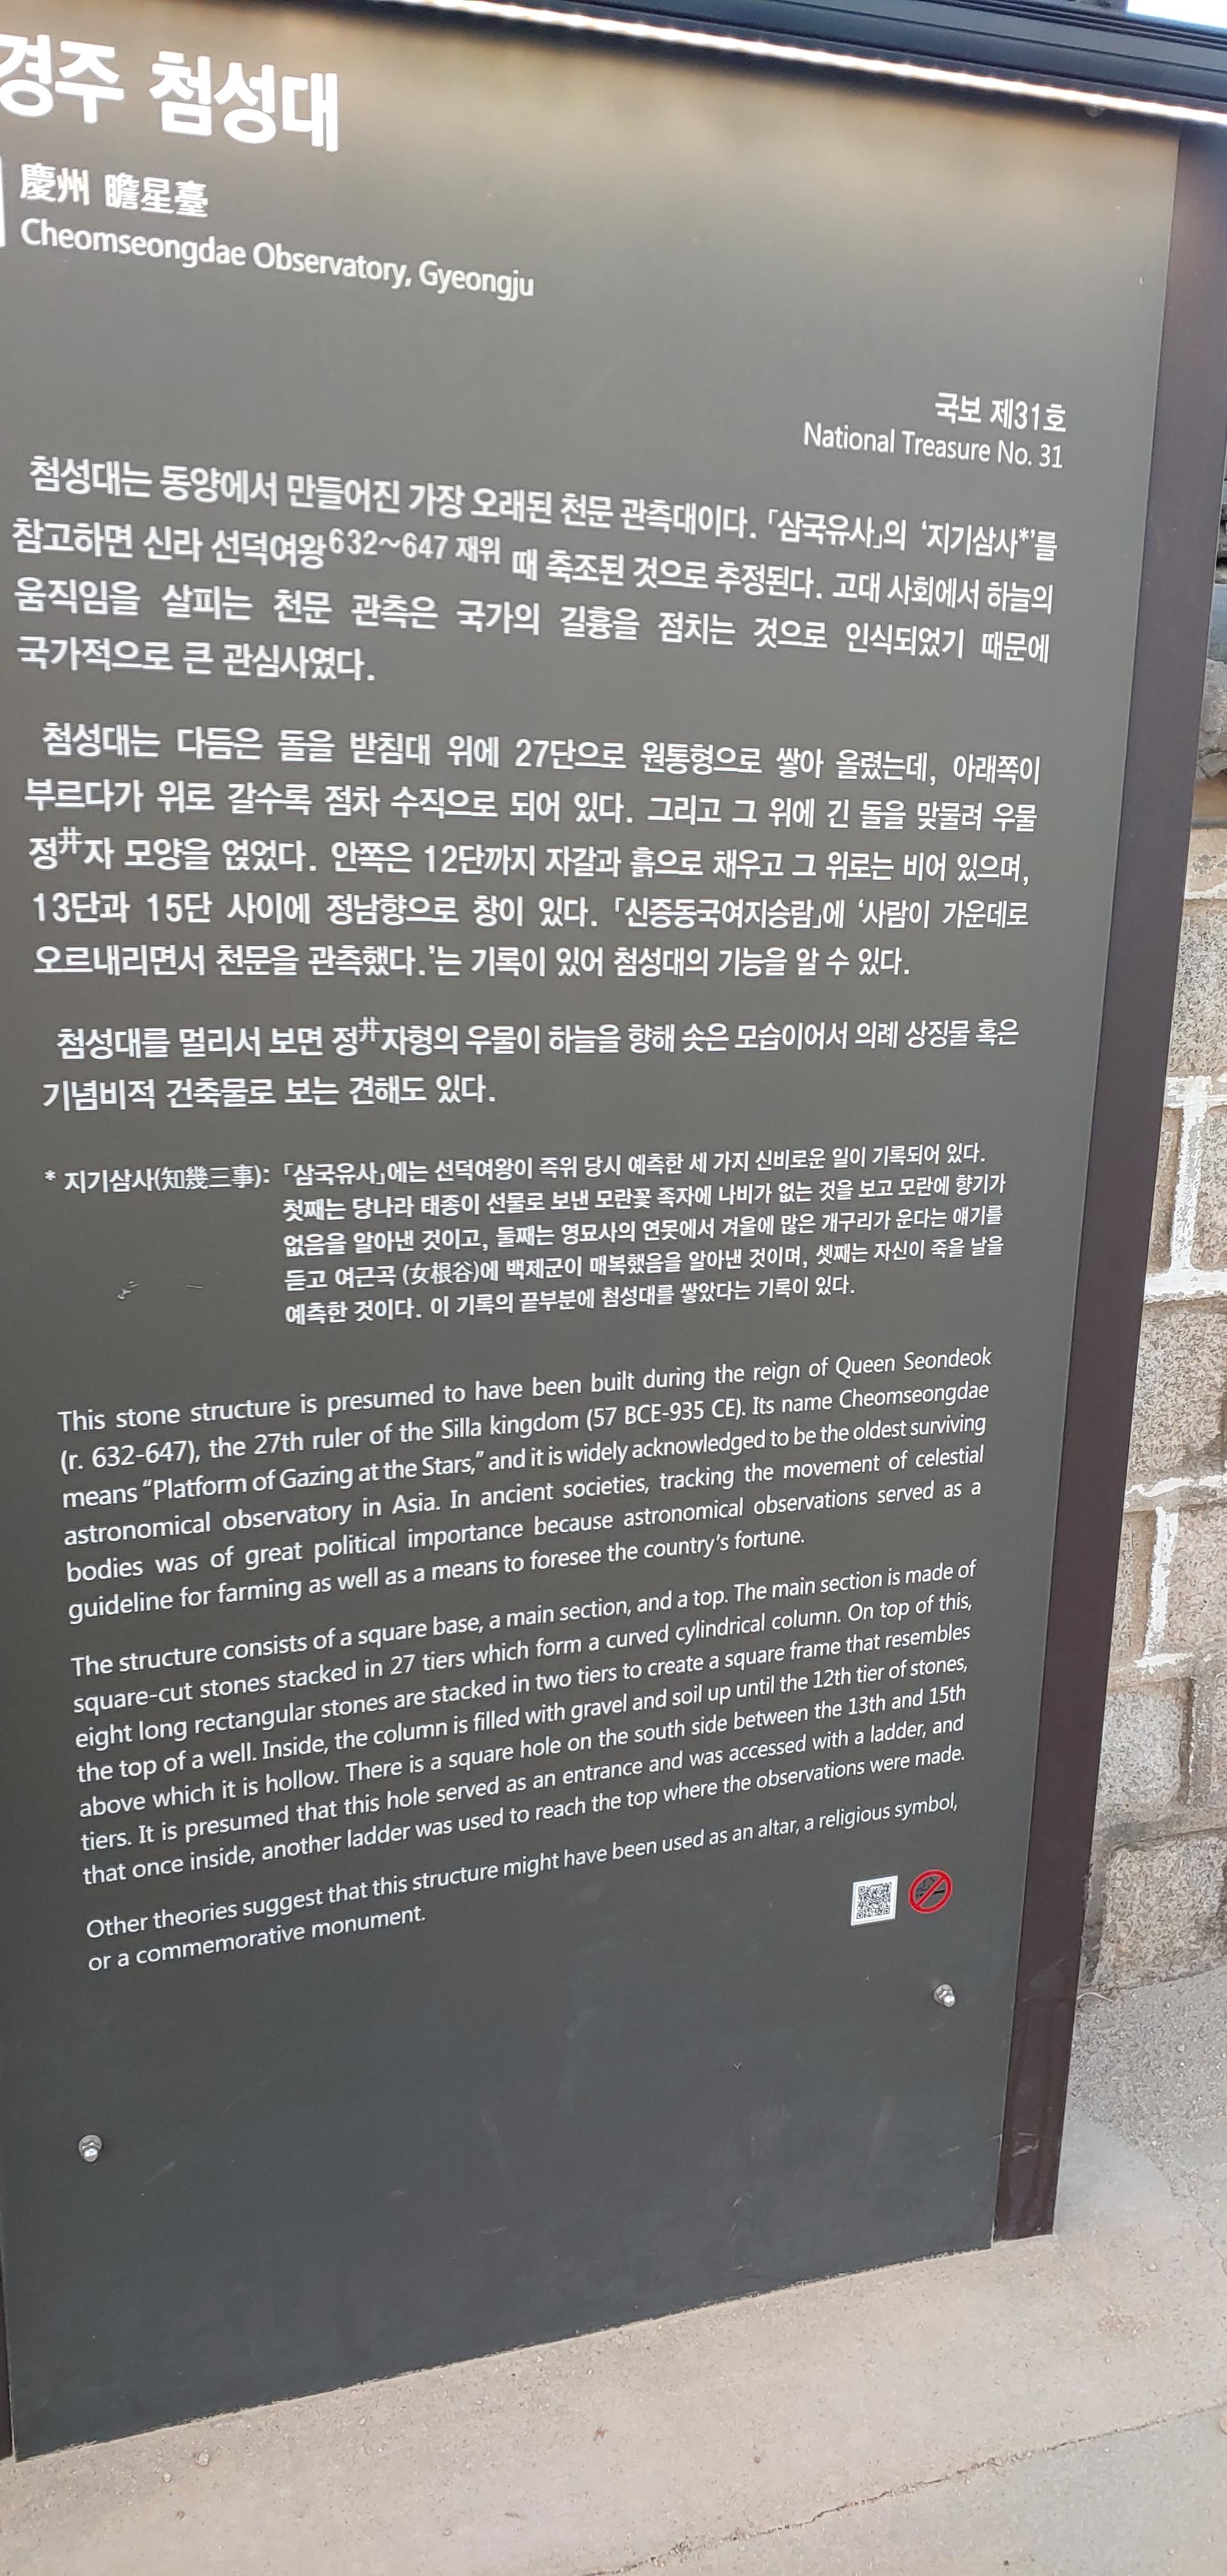 경주 첨성대
慶州 瞻星臺
Cheomseongdae Observatory, Gyeongju
국보 제31호
National Treasure No. 31
첨성대는 동양에서 만들어진 가장 오래된 천문 관측대이다. 「삼국유사」의 ‘지기삼사*’를
참고하면 신라 선덕여왕632~647 재위 때 축조된 것으로 추정된다. 고대 사회에서 하늘의
움직임을 살피는 천문 관측은 국가의 길흉을 점치는 것으로 인식되었기 때문에
국가적으로 큰 관심사였다.
첨성대는 다듬은 돌을 받침대 위에 27단으로 원통형으로 쌓아 올렸는데, 아래쪽이
부르다가 위로 갈수록 점차 수직으로 되어 있다. 그리고 그 위에 긴 돌을 맞물려 우물
정井자 모양을 얹었다. 안쪽은 12단까지 자갈과 흙으로 채우고 그 위로는 비어 있으며,
13단과 15단 사이에 정남향으로 창이 있다. 「신증동국여지승람」에 ‘사람이 가운데로
오르내리면서 천문을 관측했다.’는 기록이 있어 첨성대의 기능을 알 수 있다.
첨성대를 멀리서 보면 정井자형의 우물이 하늘을 향해 솟은 모습이어서 의례 상징물 혹은
기념비적 건축물로 보는 견해도 있다.
* 지기삼사(知幾三事): 「삼국유사」에는 선덕여왕이 즉위 당시 예측한 세 가지 신비로운 일이 기록되어 있다.
첫째는 당나라 태종이 선물로 보낸 모란꽃 족자에 나비가 없는 것을 보고 모란에 향기가
없음을 알아낸 것이고, 둘째는 영묘사의 연못에서 겨울에 많은 개구리가 운다는 얘기를
듣고 여근곡 (女根谷)에 백제군이 매복했음을 알아낸 것이며, 셋째는 자신이 죽을 날을
예측한 것이다. 이 기록의 끝부분에 첨성대를 쌓았다는 기록이 있다.
This stone structure is presumed to have been built during the reign of Queen Seondeok
(r. 632-647), the 27th ruler of the Silla kingdom (57 BCE-935 CE). Its name Cheomseongdae
means “Platform of Gazing at the Stars,” and it is widely acknowledged to be the oldest surviving
astronomical observatory in Asia. In ancient societies, tracking the movement of celestial
bodies was of great political importance because astronomical observations served as a
guideline for farming as well as a means to foresee the country’s fortune.
The structure consists of a square base, a main section, and a top. The main section is made of
square-cut stones stacked in 27 tiers which form a curved cylindrical column. On top of this,
eight long rectangular stones are stacked in two tiers to create a square frame that resembles
the top of a well. Inside, the column is filled with gravel and soil up until the 12th tier of stones,
above which it is hollow. There is a square hole on the south side between the 13th and 15th
tiers. It is presumed that this hole served as an entrance and was accessed with a ladder, and
that once inside, another ladder was used to reach the top where the observations were made.
Other theories suggest that this structure might have been used as an altar, a religious symbol,
or a commemorative monument.